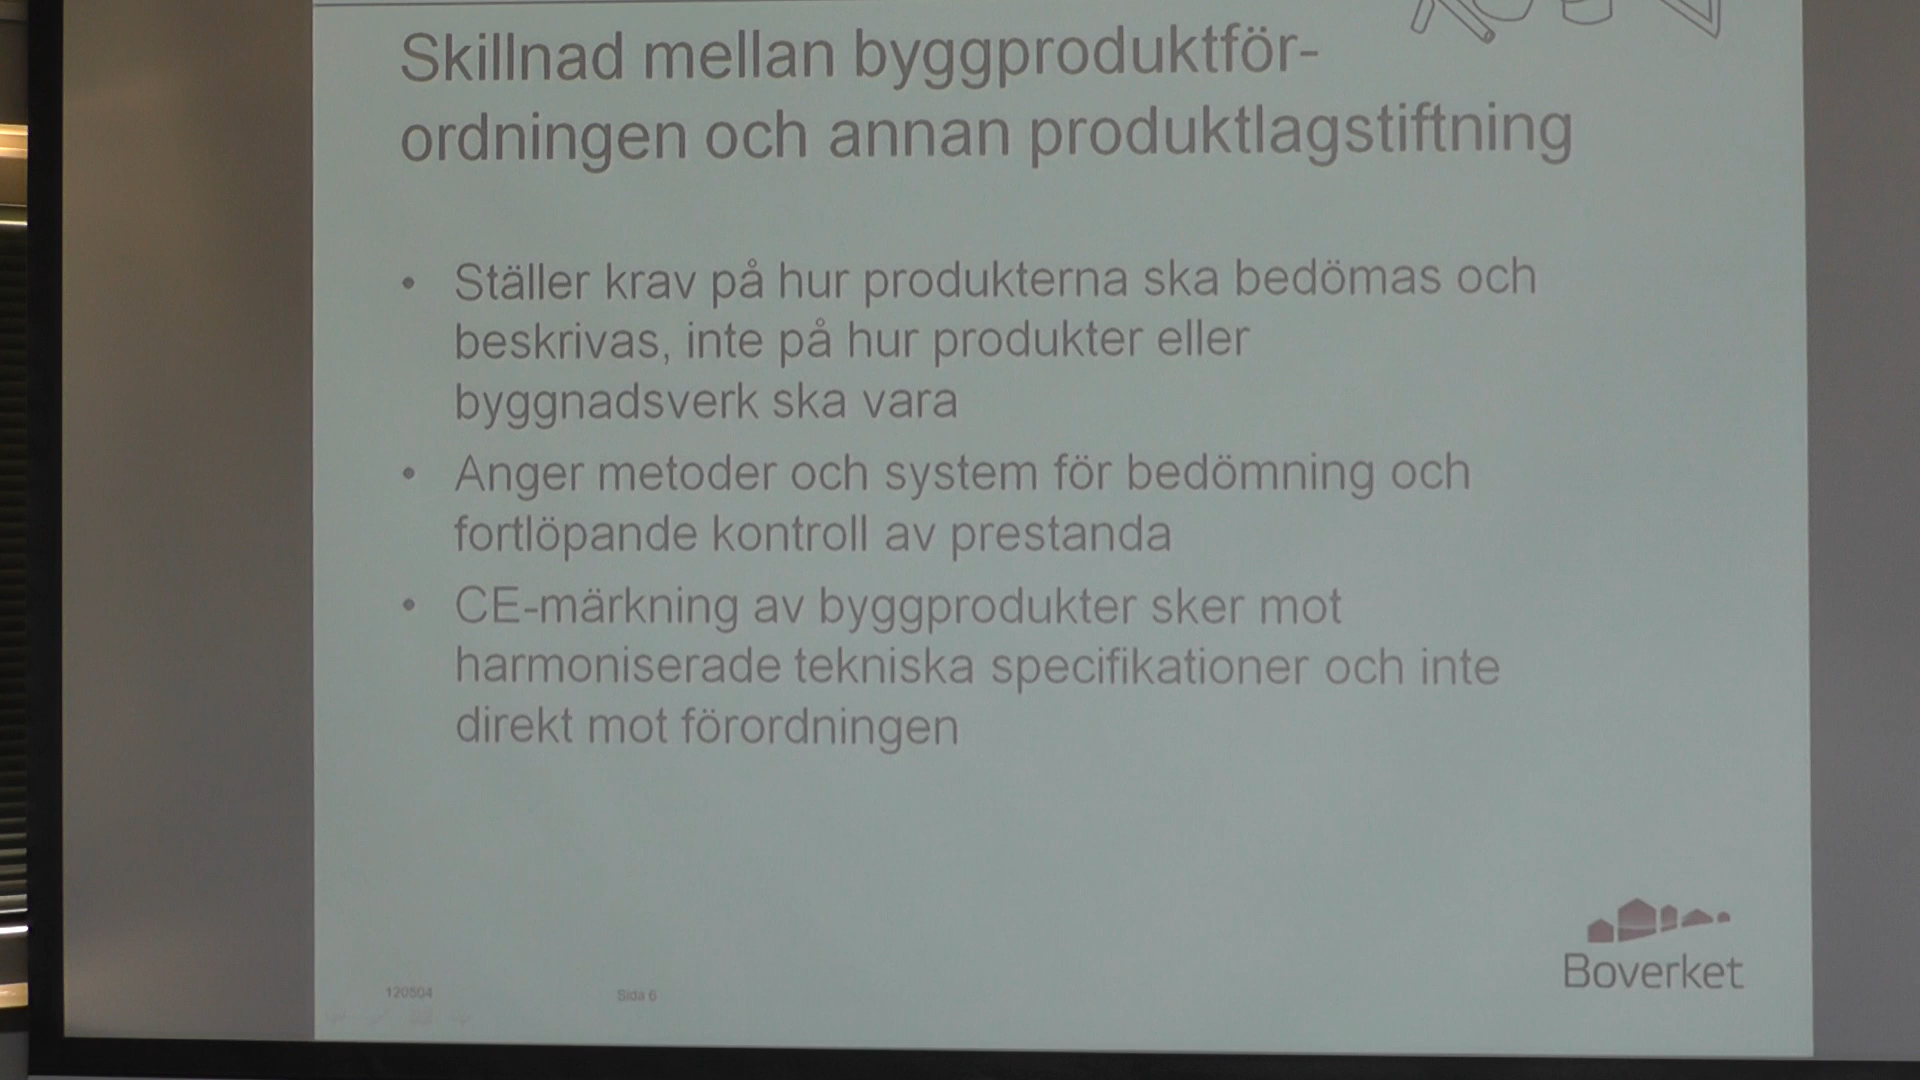 Skillnad mellan byggproduktför-
ordningen och annan produktlagstiftning
• Ställer krav på hur produkterna ska bedömas och
beskrivas, inte på hur produkter eller
byggnadsverk ska vara
• Anger metoder och system för bedömning och
fortlöpande kontroll av prestanda
• CE-märkning av byggprodukter sker mot
harmoniserade tekniska specifikationer och inte
direkt mot förordningen
Boverket
120504
Sida 6